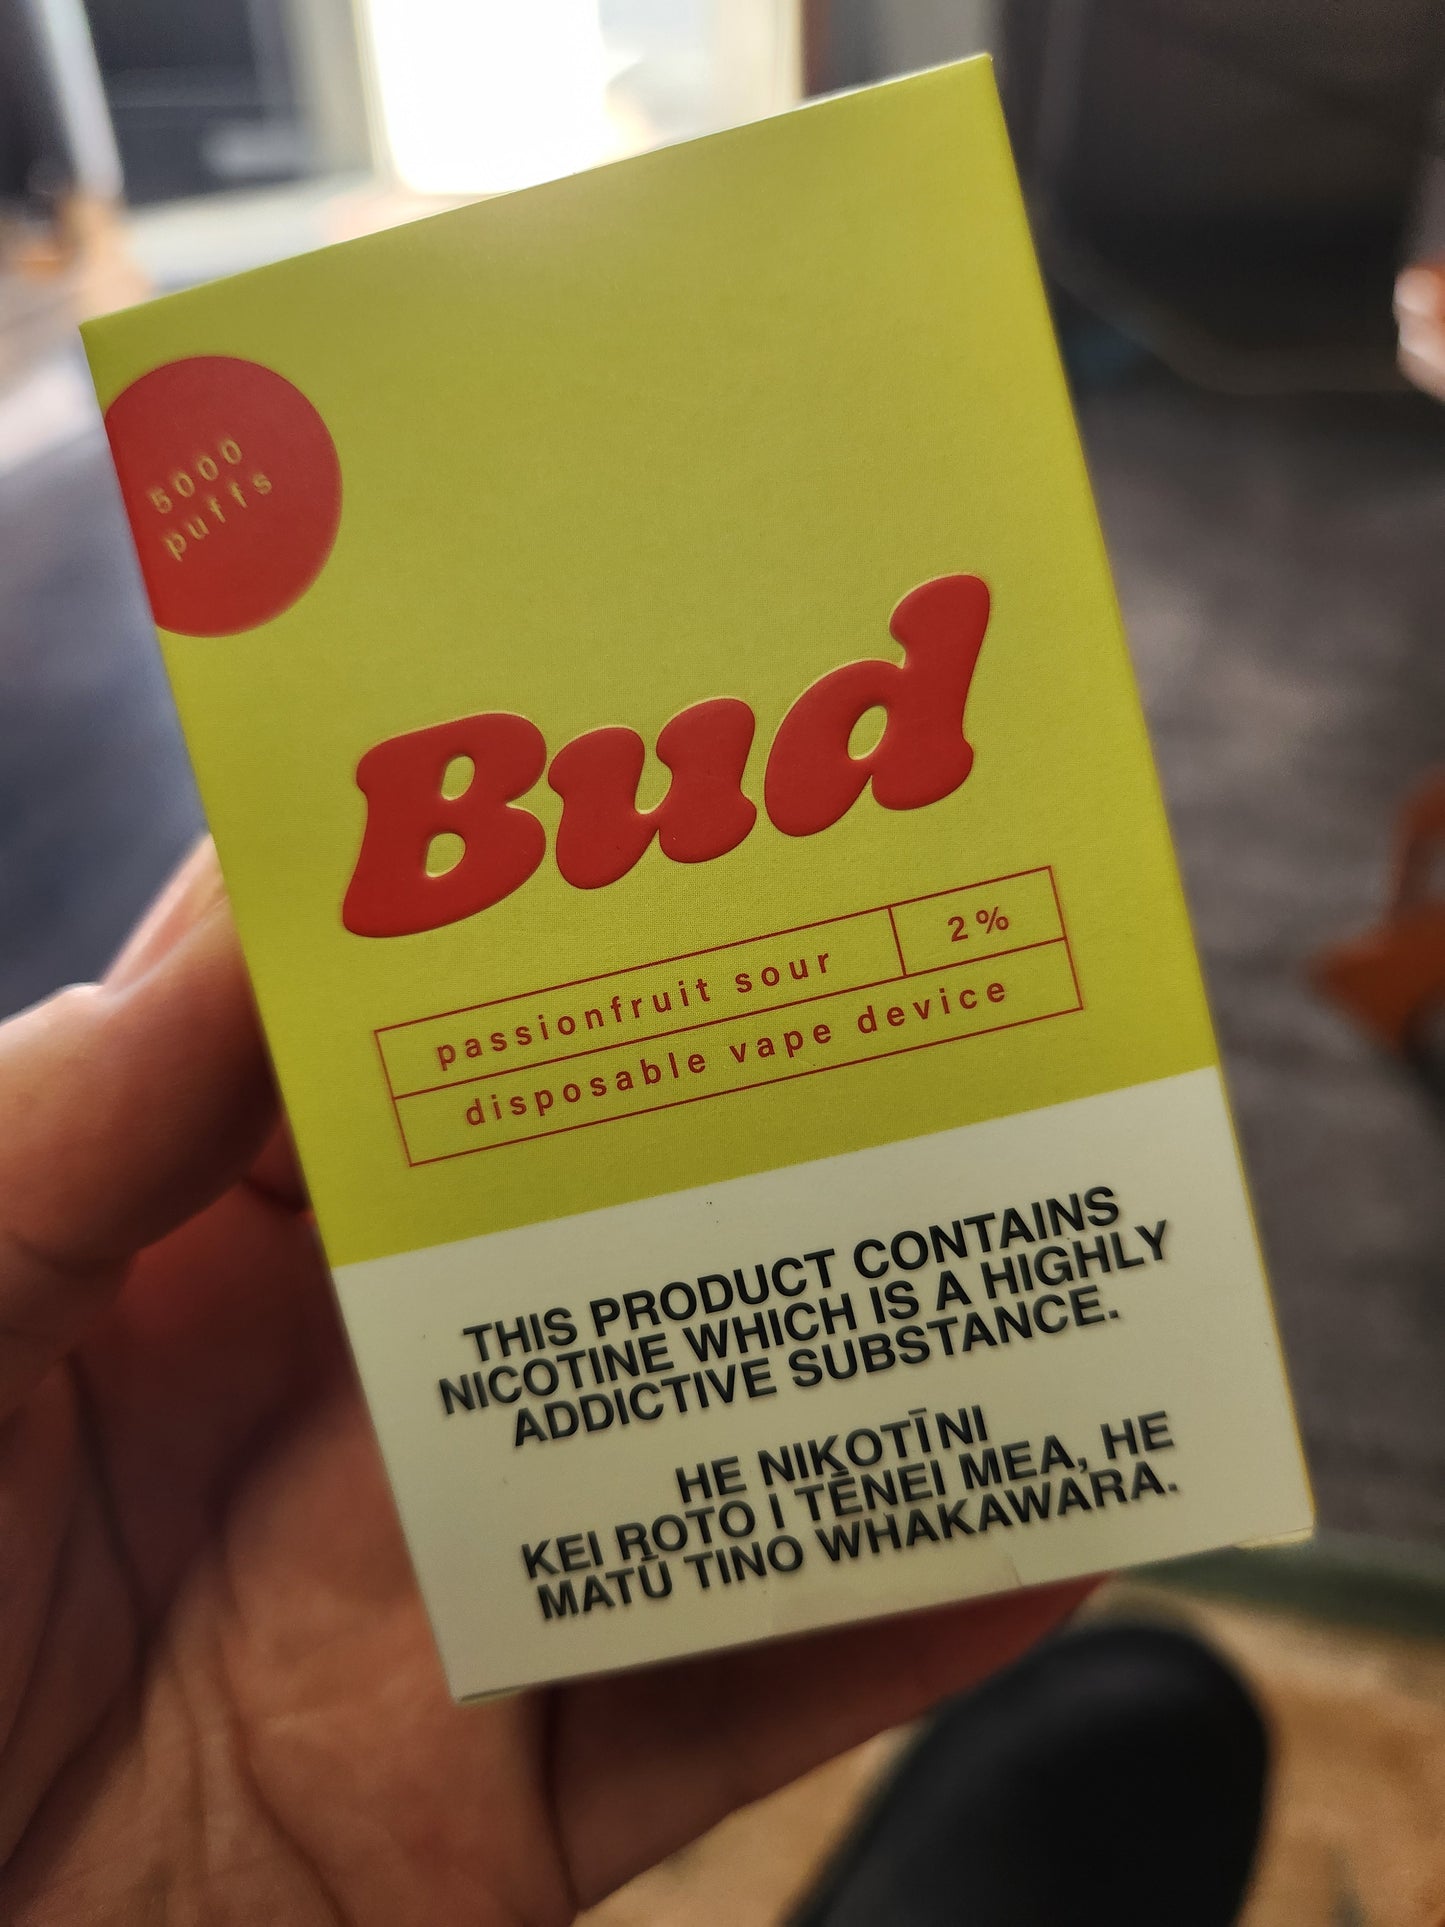 5000
puffs
Bud
passionfruit sour
2%
disposable vape device
THIS PRODUCT CONTAINS
NICOTINE WHICH IS A HIGHLY
ADDICTIVE SUBSTANCE.
HE NIKOTĪNI
KEI ROTO I TĒNEI MEA, HE
MATŪ TINO WHAKAWARA.